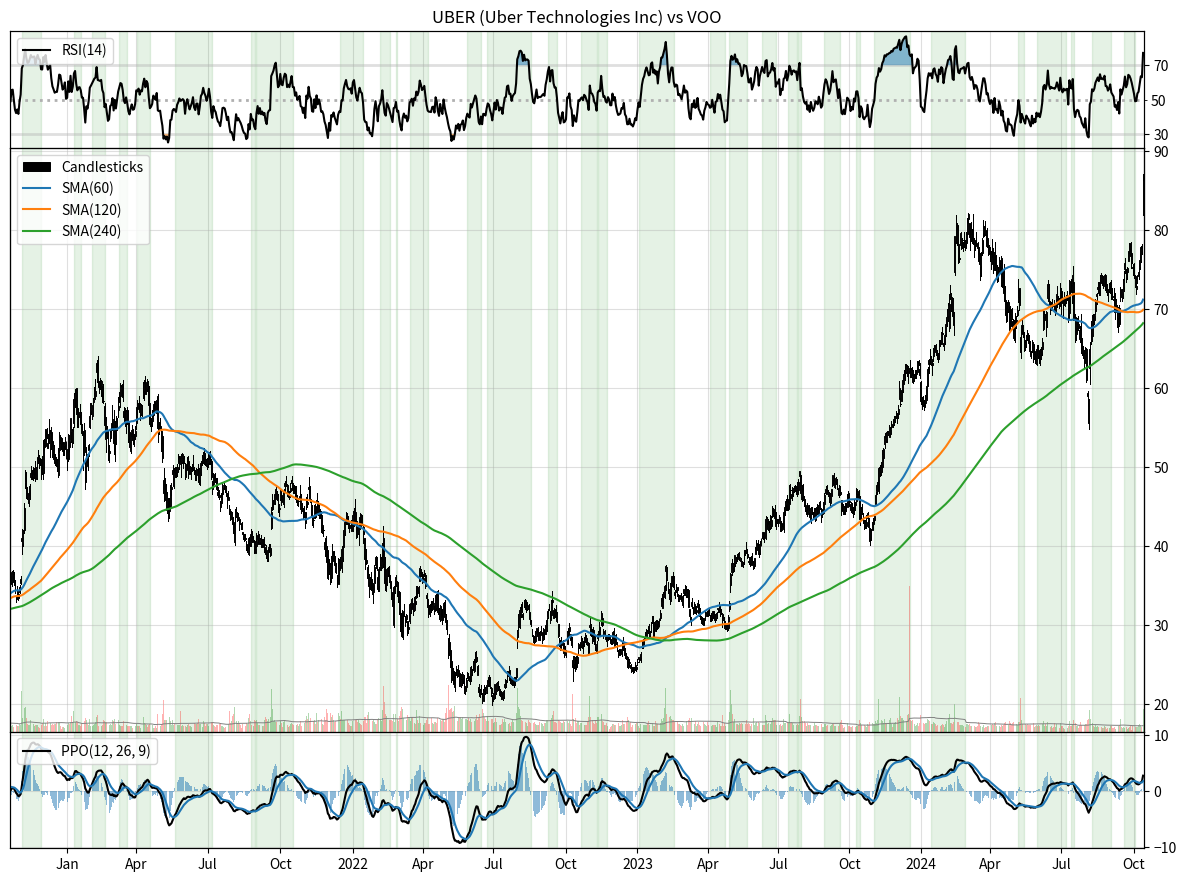 UBER (Uber Technologies Inc) vs VOO
RSI(14)
70
50
30
Candlesticks
SMA(60)
SMA(120)
SMA(240)
90
80
70
60
50
40
30
20
PPO(12, 26, 9)
10
0
−10
Jan Apr Jul Oct 2022 Apr Jul Oct 2023 Apr Jul Oct 2024 Apr Jul Oct